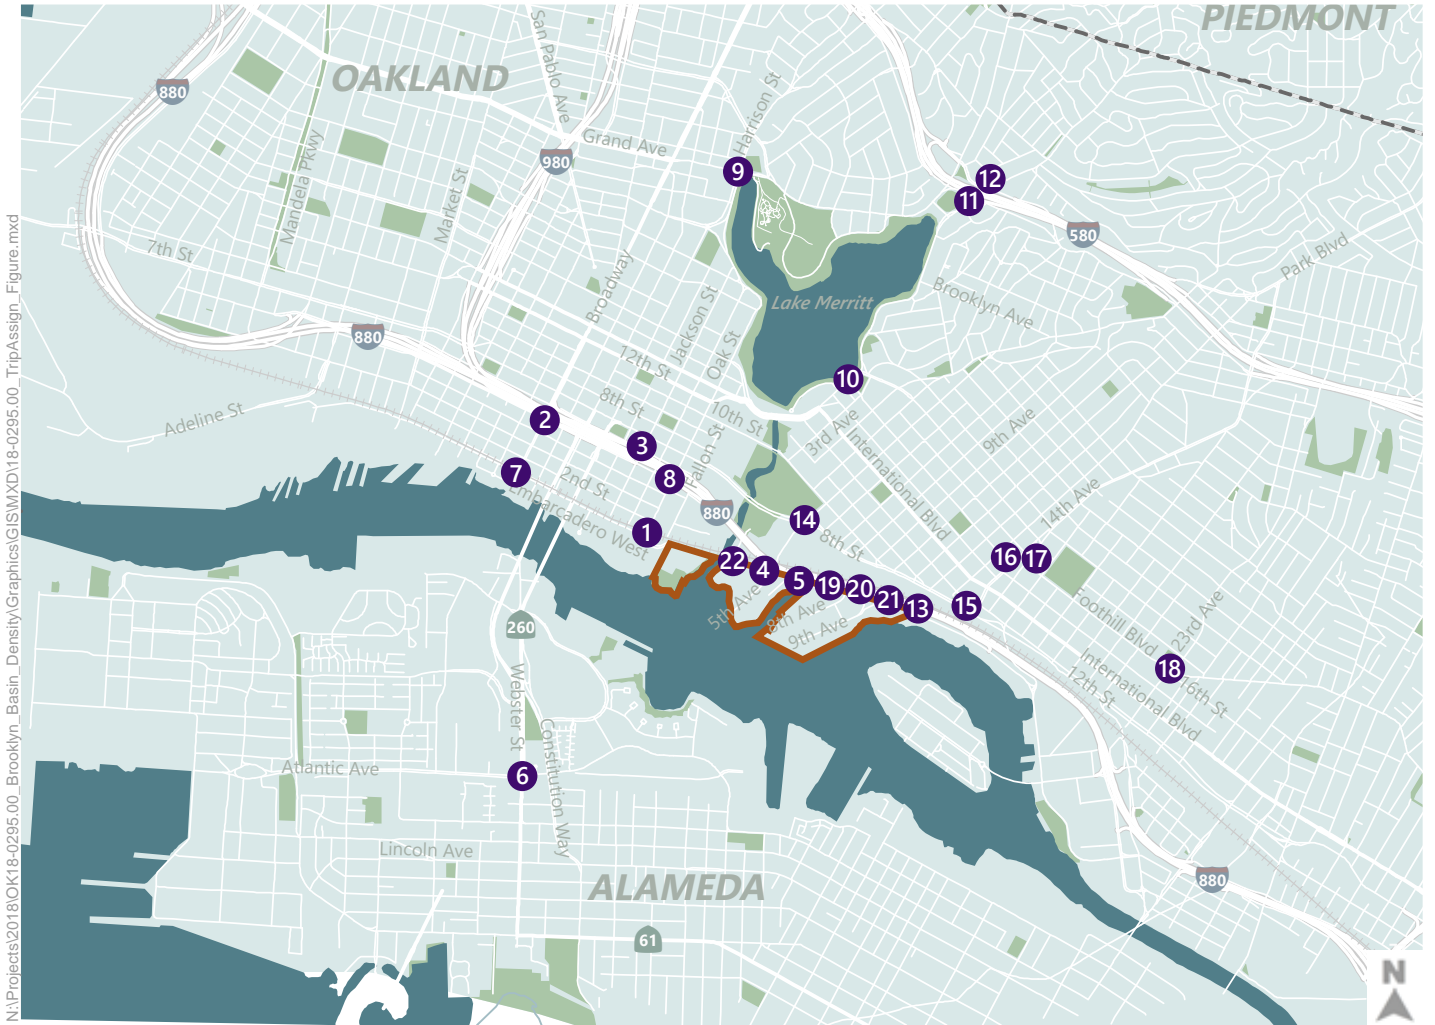 PIEDMONT
OAKLAND
880
San Pablo Ave
Harrison St
Grand Ave
980
Mandela Pkwy
Market St
9
12
11
580
7th St
Park Blvd
Broadway
Jackson St
Oak St
Lake Merritt
Brooklyn Ave
880
12th St
10
8th St
10th St
3rd Ave
9th Ave
Adeline St
2
3
Fallon St
International Blvd
7
2nd St
8
14th Ave
Embarcadero West
880
14
8th St
1
16
17
22
4
5
19
20
21
13
15
5th Ave
8th Ave
9th Ave
Foothill Blvd
23rd Ave
260
18
16th St
International Blvd
12th St
Webster St
Constitution Way
Atlantic Ave
6
Lincoln Ave
ALAMEDA
880
61
N
N:\Projects\2018\OK18-0295.00_Brooklyn_Basin_Density\Graphics\GIS\MXD\18-0295.00_TripAssign_Figure.mxd